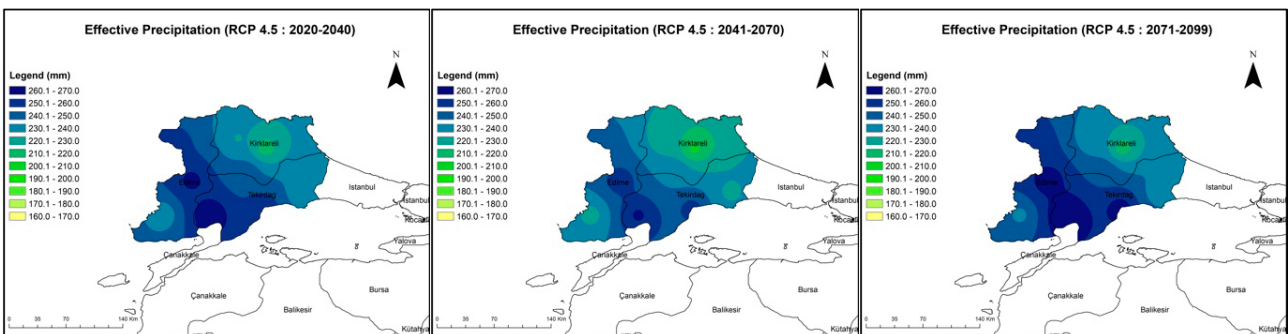 Effective Precipitation (RCP 4.5 : 2020-2040)
N
Legend (mm)
260.1 - 270.0
250.1 - 260.0
240.1 - 250.0
230.1 - 240.0
220.1 - 230.0
210.1 - 220.0
200.1 - 210.0
190.1 - 200.0
180.1 - 190.0
170.1 - 180.0
160.0 - 170.0
Kirklareli
Edirne
Tekirdag
Istanbul
Istanbul
Kocaeli
Yalova
Çanakkale
Çanakkale
Bursa
Balikesir
Kütahya
0 35 70 140 Km
Effective Precipitation (RCP 4.5 : 2041-2070)
N
Legend (mm)
260.1 - 270.0
250.1 - 260.0
240.1 - 250.0
230.1 - 240.0
220.1 - 230.0
210.1 - 220.0
200.1 - 210.0
190.1 - 200.0
180.1 - 190.0
170.1 - 180.0
160.0 - 170.0
Kirklareli
Edirne
Tekirdag
Istanbul
Istanbul
Kocaeli
Yalova
Çanakkale
Çanakkale
Bursa
Balikesir
Kütahya
0 35 70 140 Km
Effective Precipitation (RCP 4.5 : 2071-2099)
N
Legend (mm)
260.1 - 270.0
250.1 - 260.0
240.1 - 250.0
230.1 - 240.0
220.1 - 230.0
210.1 - 220.0
200.1 - 210.0
190.1 - 200.0
180.1 - 190.0
170.1 - 180.0
160.0 - 170.0
Kirklareli
Edirne
Tekirdag
Istanbul
Istanbul
Kocaeli
Yalova
Çanakkale
Çanakkale
Bursa
Balikesir
Kütahya
0 35 70 140 Km